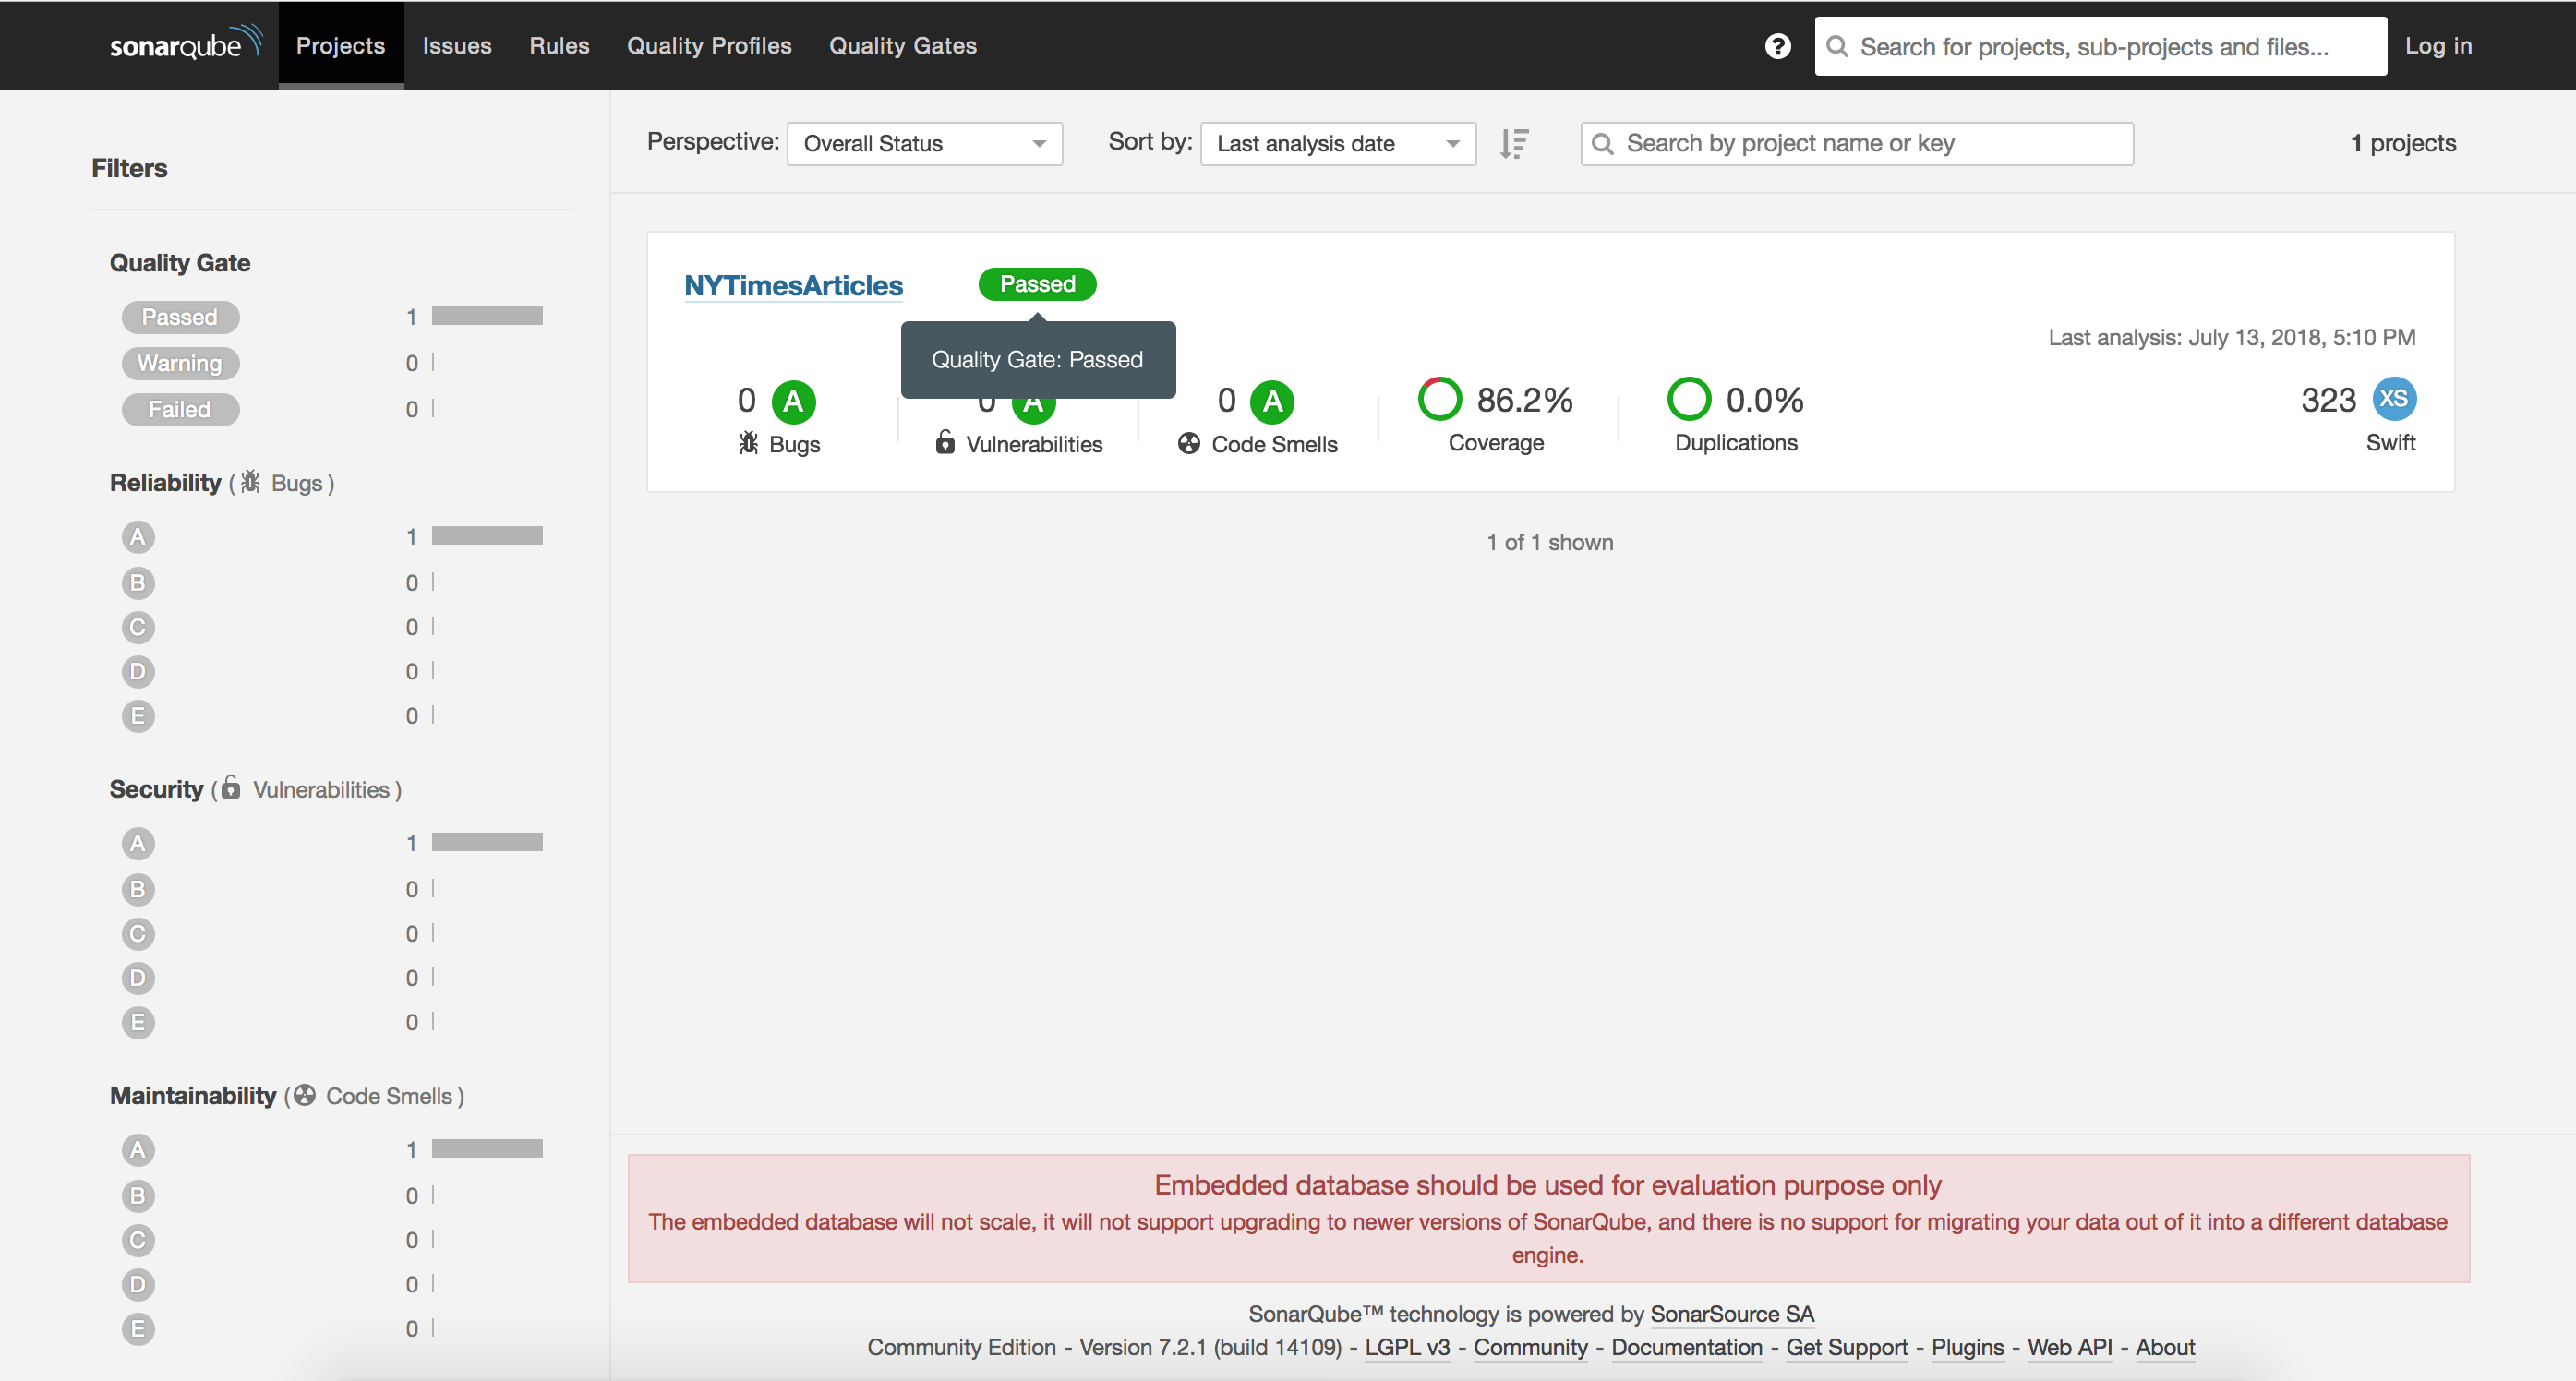 sonarqube Projects Issues Rules Quality Profiles Quality Gates ? Search for projects, sub-projects and files... Log in
Filters
Quality Gate
Passed 1
Warning 0
Failed 0
Reliability ( Bugs )
A 1
B 0
C 0
D 0
E 0
Security ( Vulnerabilities )
A 1
B 0
C 0
D 0
E 0
Maintainability ( Code Smells )
A 1
B 0
C 0
D 0
E 0
Perspective: Overall Status Sort by: Last analysis date Search by project name or key 1 projects
NYTimesArticles Passed
Quality Gate: Passed
Last analysis: July 13, 2018, 5:10 PM
0 A 0 A 0 A 86.2% 0.0% 323 XS
Bugs Vulnerabilities Code Smells Coverage Duplications Swift
1 of 1 shown
Embedded database should be used for evaluation purpose only
The embedded database will not scale, it will not support upgrading to newer versions of SonarQube, and there is no support for migrating your data out of it into a different database
engine.
SonarQube™ technology is powered by SonarSource SA
Community Edition - Version 7.2.1 (build 14109) - LGPL v3 - Community - Documentation - Get Support - Plugins - Web API - About